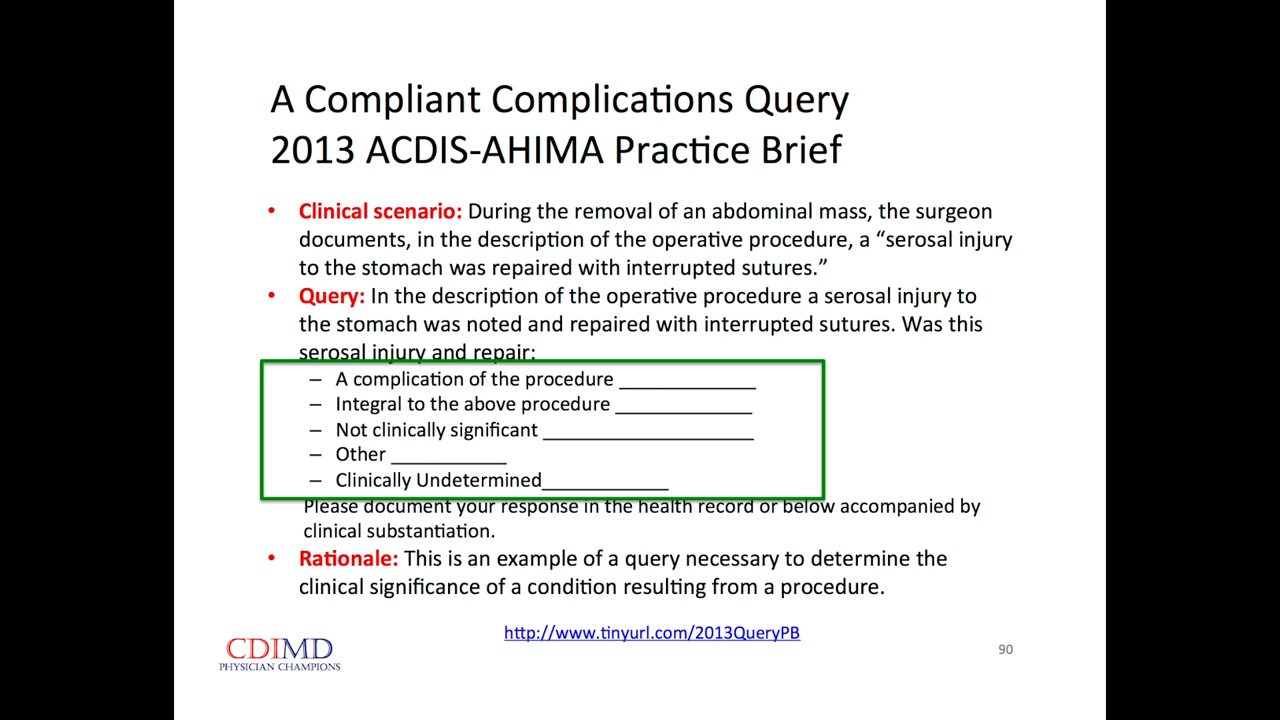 A Compliant Complications Query
2013 ACDIS-AHIMA Practice Brief
• Clinical scenario: During the removal of an abdominal mass, the surgeon
documents, in the description of the operative procedure, a “serosal injury
to the stomach was repaired with interrupted sutures.”
• Query: In the description of the operative procedure a serosal injury to
the stomach was noted and repaired with interrupted sutures. Was this
serosal injury and repair:
– A complication of the procedure _____________
– Integral to the above procedure _____________
– Not clinically significant ____________________
– Other ___________
– Clinically Undetermined____________
Please document your response in the health record or below accompanied by
clinical substantiation.
• Rationale: This is an example of a query necessary to determine the
clinical significance of a condition resulting from a procedure.
http://www.tinyurl.com/2013QueryPB
CDIMD
PHYSICIAN CHAMPIONS
90